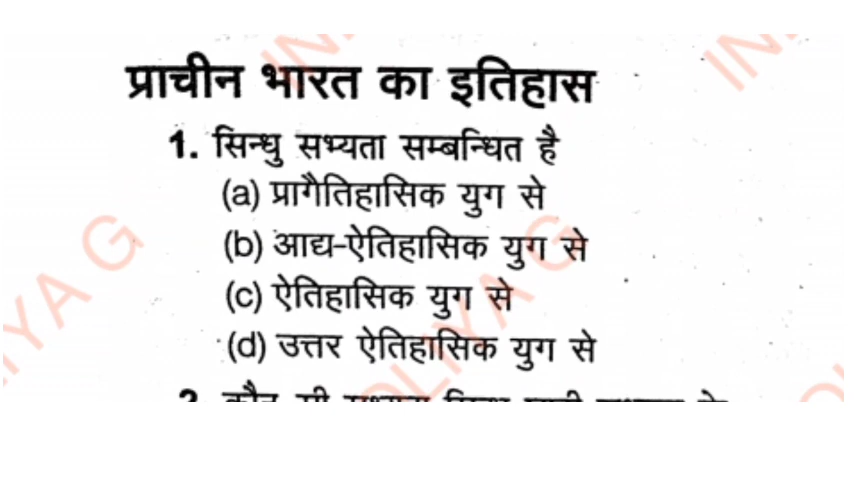 प्राचीन भारत का इतिहास
1. सिन्धु सभ्यता सम्बन्धित है
(a) प्रागैतिहासिक युग से
(b) आद्य-ऐतिहासिक युग से
(c) ऐतिहासिक युग से
(d) उत्तर ऐतिहासिक युग से